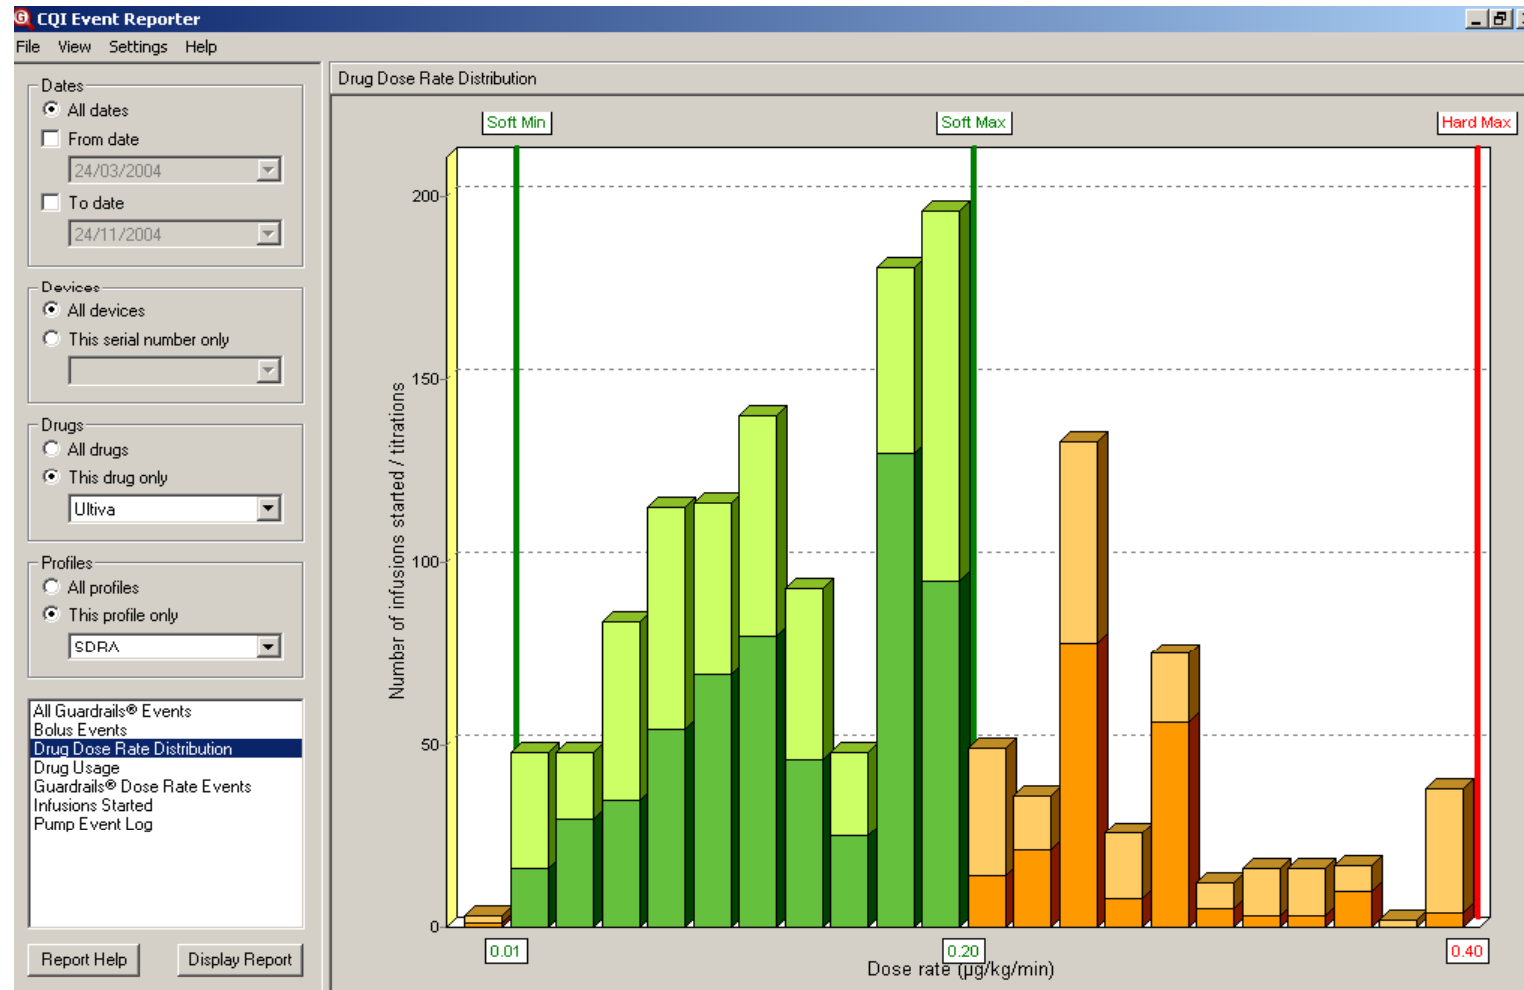 CQI Event Reporter
File View Settings Help
Dates
All dates
From date
24/03/2004
To date
24/11/2004
Devices
All devices
This serial number only
Drugs
All drugs
This drug only
Ultiva
Profiles
All profiles
This profile only
SDRA
All Guardrails® Events
Bolus Events
Drug Dose Rate Distribution
Drug Usage
Guardrails® Dose Rate Events
Infusions Started
Pump Event Log
Report Help
Display Report
Drug Dose Rate Distribution
Soft Min
Soft Max
Hard Max
Number of infusions started / titrations
200
150
100
50
0
0.01
0.20
0.40
Dose rate (µg/kg/min)